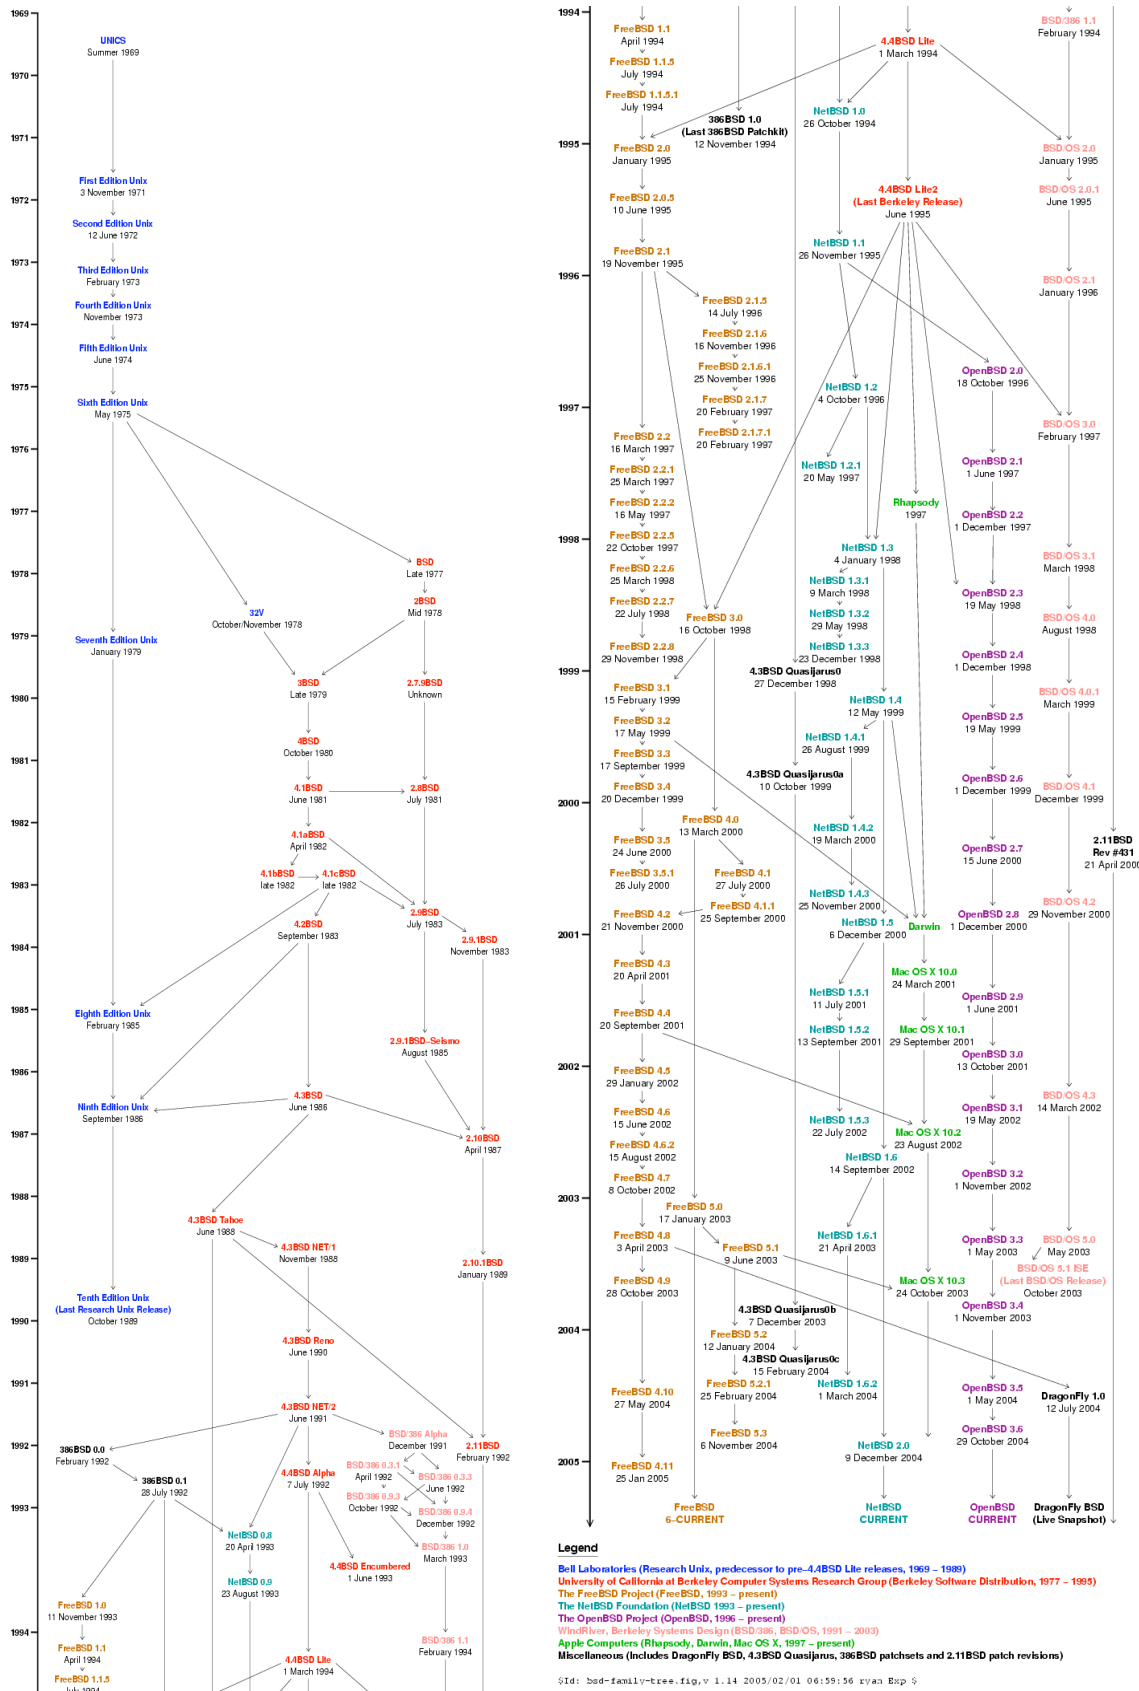 1969
UNICS
Summer 1969
1970
1971
First Edition Unix
3 November 1971
1972
Second Edition Unix
12 June 1972
1973
Third Edition Unix
February 1973
Fourth Edition Unix
November 1973
1974
Fifth Edition Unix
June 1974
1975
Sixth Edition Unix
May 1975
1976
1977
BSD
Late 1977
1978
2BSD
Mid 1978
32V
October/November 1978
1979
Seventh Edition Unix
January 1979
3BSD
Late 1979
2.7.9BSD
Unknown
1980
4BSD
October 1980
1981
4.1BSD
June 1981
2.8BSD
July 1981
1982
4.1aBSD
April 1982
4.1bBSD
late 1982
4.1cBSD
late 1982
1983
2.9BSD
July 1983
4.2BSD
September 1983
2.9.1BSD
November 1983
1984
1985
Eighth Edition Unix
February 1985
2.9.1BSD-Seismo
August 1985
1986
4.3BSD
June 1986
Ninth Edition Unix
September 1986
1987
2.10BSD
April 1987
1988
4.3BSD Tahoe
June 1988
4.3BSD NET/1
November 1988
1989
2.10.1BSD
January 1989
Tenth Edition Unix
(Last Research Unix Release)
October 1989
1990
4.3BSD Reno
June 1990
1991
4.3BSD NET/2
June 1991
BSD/386 Alpha
December 1991
1992
386BSD 0.0
February 1992
2.11BSD
February 1992
BSD/386 0.3.1
April 1992
4.4BSD Alpha
7 July 1992
BSD/386 0.3.3
June 1992
386BSD 0.1
28 July 1992
BSD/386 0.9.3
October 1992
BSD/386 0.9.4
December 1992
1993
NetBSD 0.8
20 April 1993
BSD/386 1.0
March 1993
4.4BSD Encumbered
1 June 1993
NetBSD 0.9
23 August 1993
FreeBSD 1.0
11 November 1993
1994
FreeBSD 1.1
April 1994
BSD/386 1.1
February 1994
4.4BSD Lite
1 March 1994
FreeBSD 1.1.5
July 1994
1994
FreeBSD 1.1
April 1994
BSD/386 1.1
February 1994
4.4BSD Lite
1 March 1994
FreeBSD 1.1.5
July 1994
FreeBSD 1.1.5.1
July 1994
NetBSD 1.0
26 October 1994
386BSD 1.0
(Last 386BSD Patchkit)
12 November 1994
1995
FreeBSD 2.0
January 1995
BSD/OS 2.0
January 1995
4.4BSD Lite2
(Last Berkeley Release)
June 1995
BSD/OS 2.0.1
June 1995
FreeBSD 2.0.5
10 June 1995
NetBSD 1.1
26 November 1995
FreeBSD 2.1
19 November 1995
1996
BSD/OS 2.1
January 1996
FreeBSD 2.1.5
14 July 1996
FreeBSD 2.1.6
16 November 1996
FreeBSD 2.1.6.1
25 November 1996
OpenBSD 2.0
18 October 1996
NetBSD 1.2
4 October 1996
FreeBSD 2.1.7
20 February 1997
1997
FreeBSD 2.1.7.1
20 February 1997
BSD/OS 3.0
February 1997
FreeBSD 2.2
16 March 1997
FreeBSD 2.2.1
25 March 1997
NetBSD 1.2.1
20 May 1997
OpenBSD 2.1
1 June 1997
FreeBSD 2.2.2
16 May 1997
Rhapsody
1997
OpenBSD 2.2
1 December 1997
FreeBSD 2.2.5
22 October 1997
1998
NetBSD 1.3
4 January 1998
BSD/OS 3.1
March 1998
FreeBSD 2.2.6
25 March 1998
NetBSD 1.3.1
9 March 1998
OpenBSD 2.3
19 May 1998
FreeBSD 2.2.7
22 July 1998
NetBSD 1.3.2
29 May 1998
FreeBSD 3.0
16 October 1998
BSD/OS 4.0
August 1998
FreeBSD 2.2.8
29 November 1998
NetBSD 1.3.3
23 December 1998
OpenBSD 2.4
1 December 1998
4.3BSD Quasijarus0
27 December 1998
1999
FreeBSD 3.1
15 February 1999
NetBSD 1.4
12 May 1999
BSD/OS 4.0.1
March 1999
FreeBSD 3.2
17 May 1999
OpenBSD 2.5
19 May 1999
NetBSD 1.4.1
26 August 1999
FreeBSD 3.3
17 September 1999
4.3BSD Quasijarus0a
10 October 1999
OpenBSD 2.6
1 December 1999
BSD/OS 4.1
December 1999
FreeBSD 3.4
20 December 1999
2000
FreeBSD 4.0
13 March 2000
NetBSD 1.4.2
19 March 2000
2.11BSD
Rev #431
21 April 2000
FreeBSD 3.5
24 June 2000
OpenBSD 2.7
15 June 2000
FreeBSD 3.5.1
26 July 2000
FreeBSD 4.1
27 July 2000
NetBSD 1.4.3
25 November 2000
BSD/OS 4.2
29 November 2000
FreeBSD 4.1.1
25 September 2000
FreeBSD 4.2
21 November 2000
OpenBSD 2.8
1 December 2000
NetBSD 1.5
6 December 2000
Darwin
2001
FreeBSD 4.3
20 April 2001
Mac OS X 10.0
24 March 2001
NetBSD 1.5.1
11 July 2001
OpenBSD 2.9
1 June 2001
FreeBSD 4.4
20 September 2001
NetBSD 1.5.2
13 September 2001
Mac OS X 10.1
29 September 2001
OpenBSD 3.0
13 October 2001
2002
FreeBSD 4.5
29 January 2002
BSD/OS 4.3
14 March 2002
FreeBSD 4.6
15 June 2002
OpenBSD 3.1
19 May 2002
NetBSD 1.5.3
22 July 2002
Mac OS X 10.2
23 August 2002
FreeBSD 4.6.2
15 August 2002
NetBSD 1.6
14 September 2002
FreeBSD 4.7
8 October 2002
OpenBSD 3.2
1 November 2002
2003
FreeBSD 5.0
17 January 2003
FreeBSD 4.8
3 April 2003
NetBSD 1.6.1
21 April 2003
OpenBSD 3.3
1 May 2003
BSD/OS 5.0
May 2003
FreeBSD 5.1
9 June 2003
BSD/OS 5.1 ISE
(Last BSD/OS Release)
October 2003
FreeBSD 4.9
28 October 2003
Mac OS X 10.3
24 October 2003
OpenBSD 3.4
1 November 2003
4.3BSD Quasijarus0b
7 December 2003
2004
FreeBSD 5.2
12 January 2004
4.3BSD Quasijarus0c
15 February 2004
FreeBSD 5.2.1
25 February 2004
NetBSD 1.6.2
1 March 2004
FreeBSD 4.10
27 May 2004
OpenBSD 3.5
1 May 2004
DragonFly 1.0
12 July 2004
FreeBSD 5.3
6 November 2004
OpenBSD 3.6
29 October 2004
NetBSD 2.0
9 December 2004
2005
FreeBSD 4.11
25 Jan 2005
FreeBSD
6-CURRENT
NetBSD
CURRENT
OpenBSD
CURRENT
DragonFly BSD
(Live Snapshot)
Legend
Bell Laboratories (Research Unix, predecessor to pre-4.4BSD Lite releases, 1969 - 1989)
University of California at Berkeley Computer Systems Research Group (Berkeley Software Distribution, 1977 - 1995)
The FreeBSD Project (FreeBSD, 1993 - present)
The NetBSD Foundation (NetBSD 1993 - present)
The OpenBSD Project (OpenBSD, 1996 - present)
WindRiver, Berkeley Systems Design (BSD/386, BSD/OS, 1991 - 2003)
Apple Computers (Rhapsody, Darwin, Mac OS X, 1997 - present)
Miscellaneous (Includes DragonFly BSD, 4.3BSD Quasijarus, 386BSD patchsets and 2.11BSD patch revisions)
$Id: bsd-family-tree.fig,v 1.14 2005/02/01 06:59:56 ryan Exp $